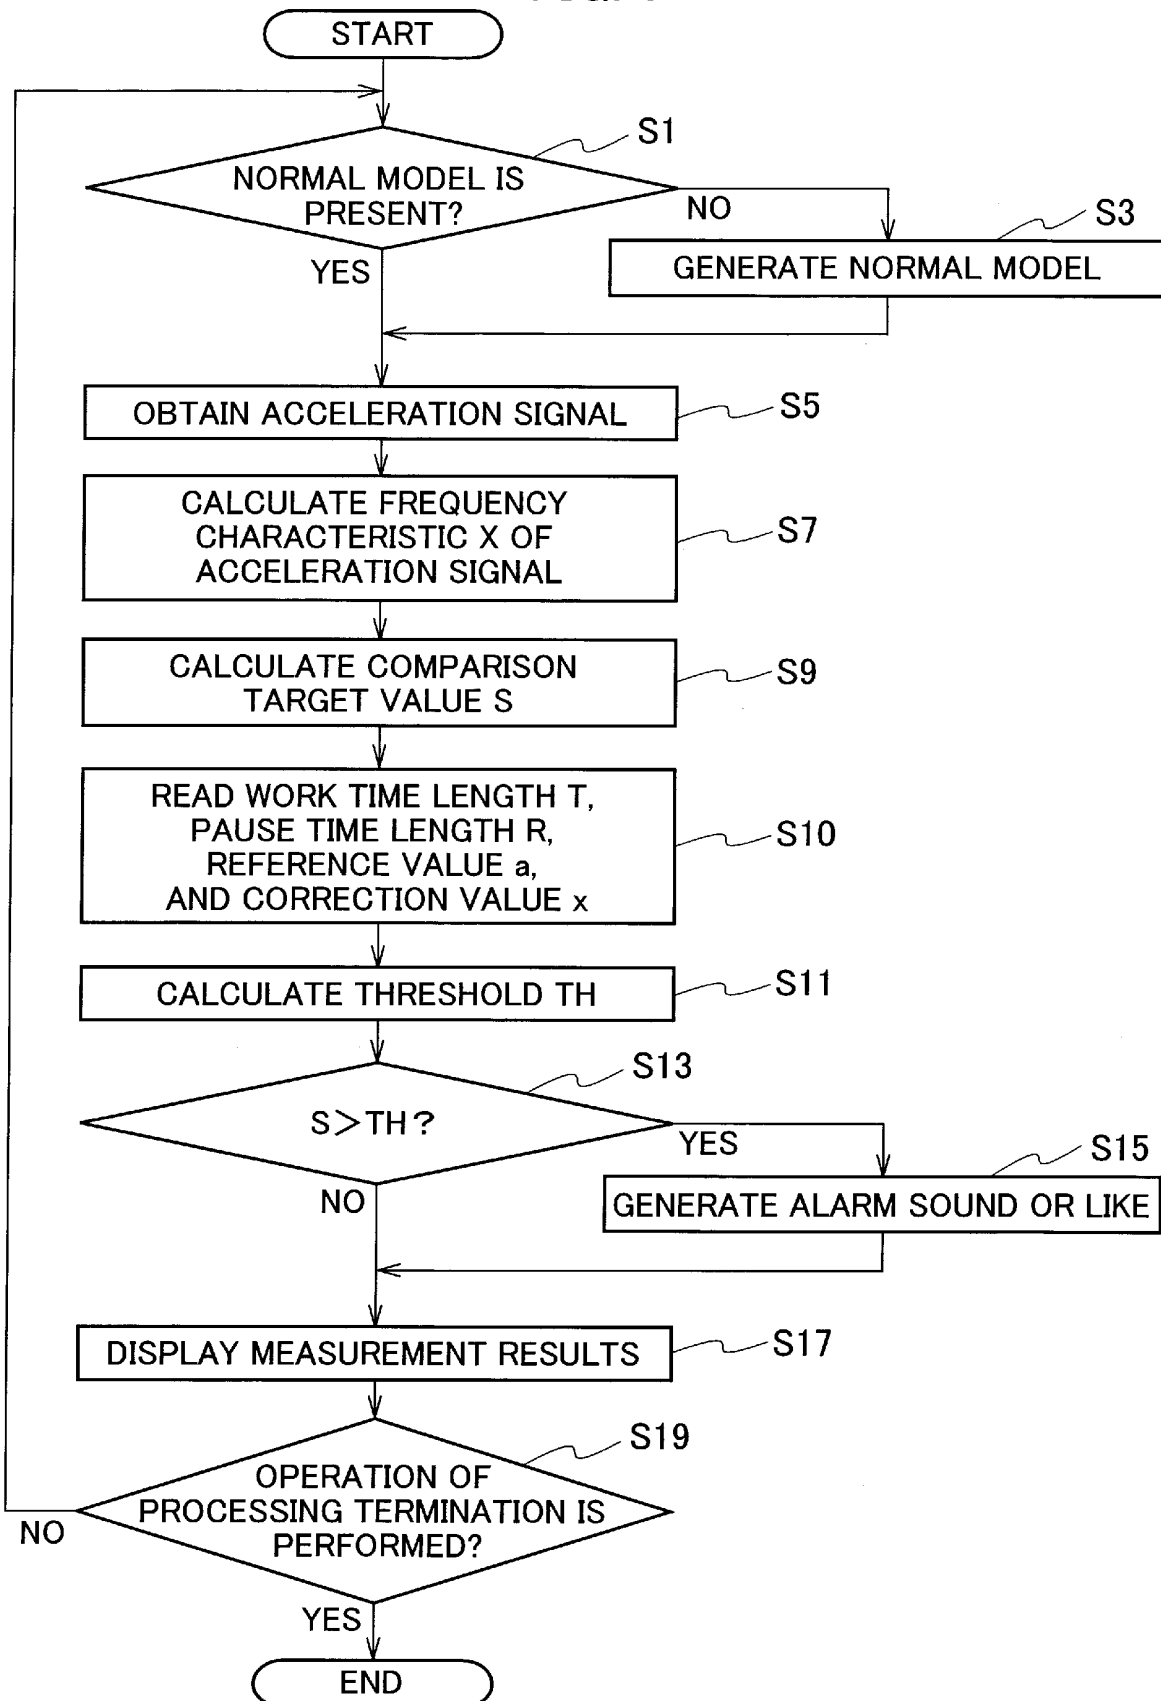 START
S1
NORMAL MODEL IS
PRESENT?
NO
S3
YES
GENERATE NORMAL MODEL
OBTAIN ACCELERATION SIGNAL
S5
CALCULATE FREQUENCY
CHARACTERISTIC X OF
ACCELERATION SIGNAL
S7
CALCULATE COMPARISON
TARGET VALUE S
S9
READ WORK TIME LENGTH T,
PAUSE TIME LENGTH R,
REFERENCE VALUE a,
AND CORRECTION VALUE x
S10
CALCULATE THRESHOLD TH
S11
S13
S>TH?
YES
S15
NO
GENERATE ALARM SOUND OR LIKE
DISPLAY MEASUREMENT RESULTS
S17
S19
OPERATION OF
PROCESSING TERMINATION IS
PERFORMED?
NO
YES
END